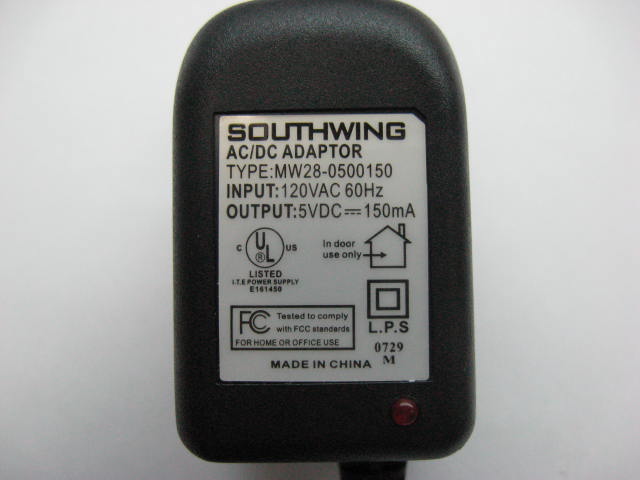 SOUTHWING
AC/DC ADAPTOR
TYPE:MW28-0500150
INPUT:120VAC 60Hz
OUTPUT:5VDC⎓150mA
C UL US
®
LISTED
I.T.E POWER SUPPLY
E161450
In door
use only
FC Tested to comply
with FCC standards
FOR HOME OR OFFICE USE
L.P.S
0729
M
MADE IN CHINA